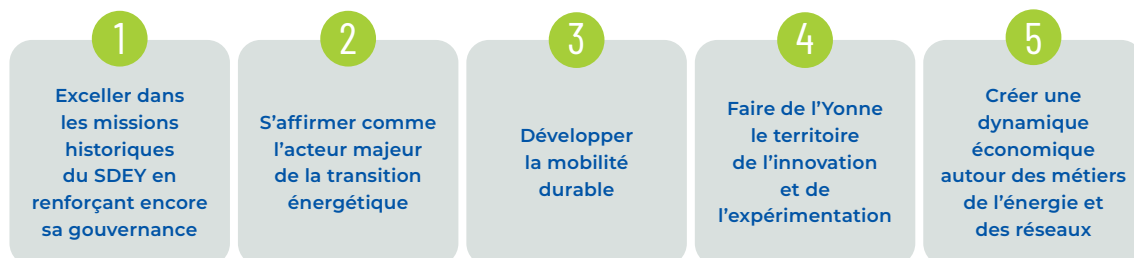 1
Exceller dans
les missions
historiques
du SDEY en
renforçant encore
sa gouvernance
2
S'affirmer comme
l'acteur majeur
de la transition
énergétique
3
Développer
la mobilité
durable
4
Faire de l'Yonne
le territoire
de l'innovation
et de
l'expérimentation
5
Créer une
dynamique
économique
autour des métiers
de l'énergie et
des réseaux